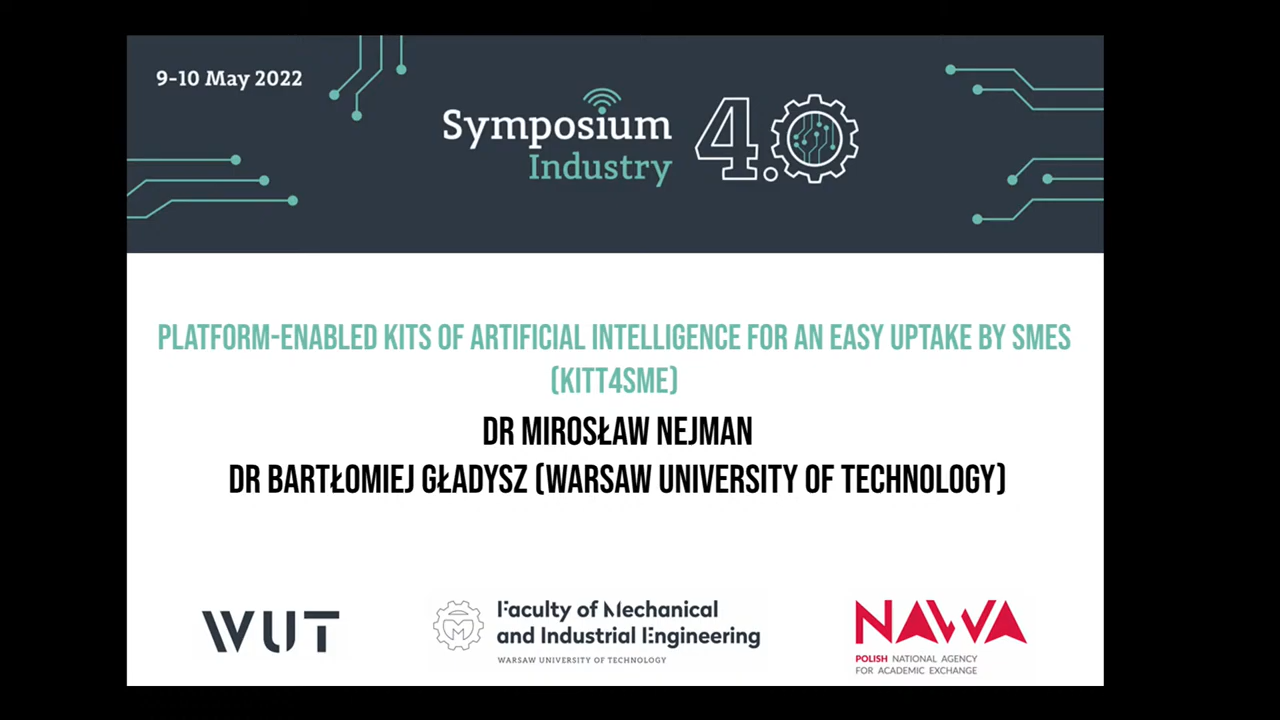 9-10 May 2022
Symposium
Industry
4.0
PLATFORM-ENABLED KITS OF ARTIFICIAL INTELLIGENCE FOR AN EASY UPTAKE BY SMES
(KITT4SME)
DR MIROSŁAW NEJMAN
DR BARTŁOMIEJ GŁADYSZ (WARSAW UNIVERSITY OF TECHNOLOGY)
WUT
Faculty of Mechanical
and Industrial Engineering
WARSAW UNIVERSITY OF TECHNOLOGY
NAWA
POLISH NATIONAL AGENCY
FOR ACADEMIC EXCHANGE